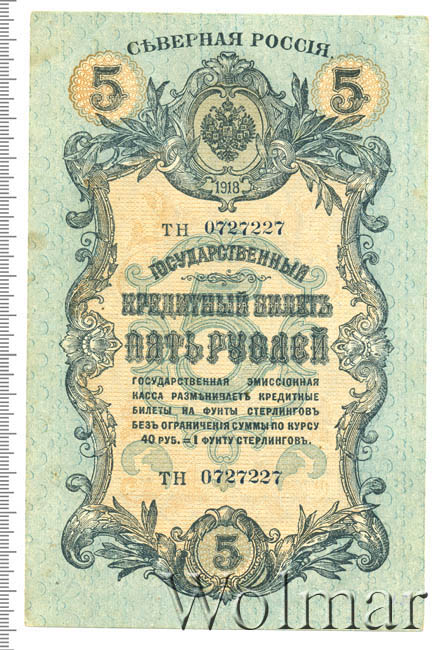 СѢВЕРНАЯ РОССІЯ
5 5
1918
ТН 0727227
ГОСУДАРСТВЕННЫЙ
КРЕДИТНЫЙ БИЛЕТЪ
ПЯТЬ РУБЛЕЙ
ГОСУДАРСТВЕННАЯ ЭМИССІОННАЯ
КАССА РАЗМѢНИВАЕТЪ КРЕДИТНЫЕ
БИЛЕТЫ НА ФУНТЫ СТЕРЛИНГОВЪ
БЕЗЪ ОГРАНИЧЕНІЯ СУММЫ ПО КУРСУ
40 РУБ. = 1 ФУНТУ СТЕРЛИНГОВЪ.
ТН 0727227
5
Wolmar